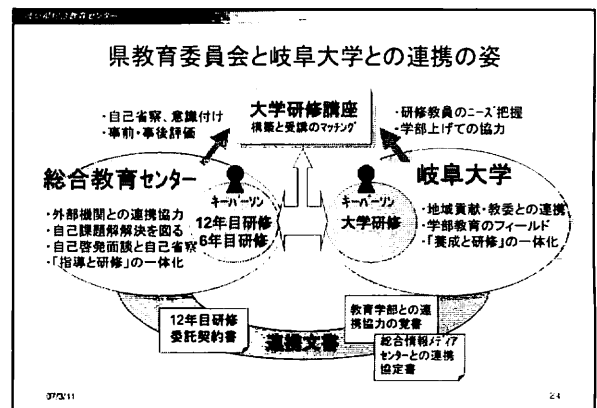 県教育委員会と岐阜大学との連携の姿
・自己省察、意識付け
・事前・事後評価
大学研修講座
構築と受講のマッチング
・研修教員のニーズ把握
・学部上げての協力
総合教育センター
・外部機関との連携協力
・自己課題解決を図る
・自己啓発面談と自己省察
・「指導と研修」の一体化
キーパーソン
12年目研修
6年目研修
キーパーソン
大学研修
岐阜大学
・地域貢献・教委との連携
・学部教育のフィールド
・「養成と研修」の一体化
12年目研修
委託契約書
連携文書
教育学部との連
携協力の覚書
総合情報メディア
センターとの連携
協定書
07/3/11
24